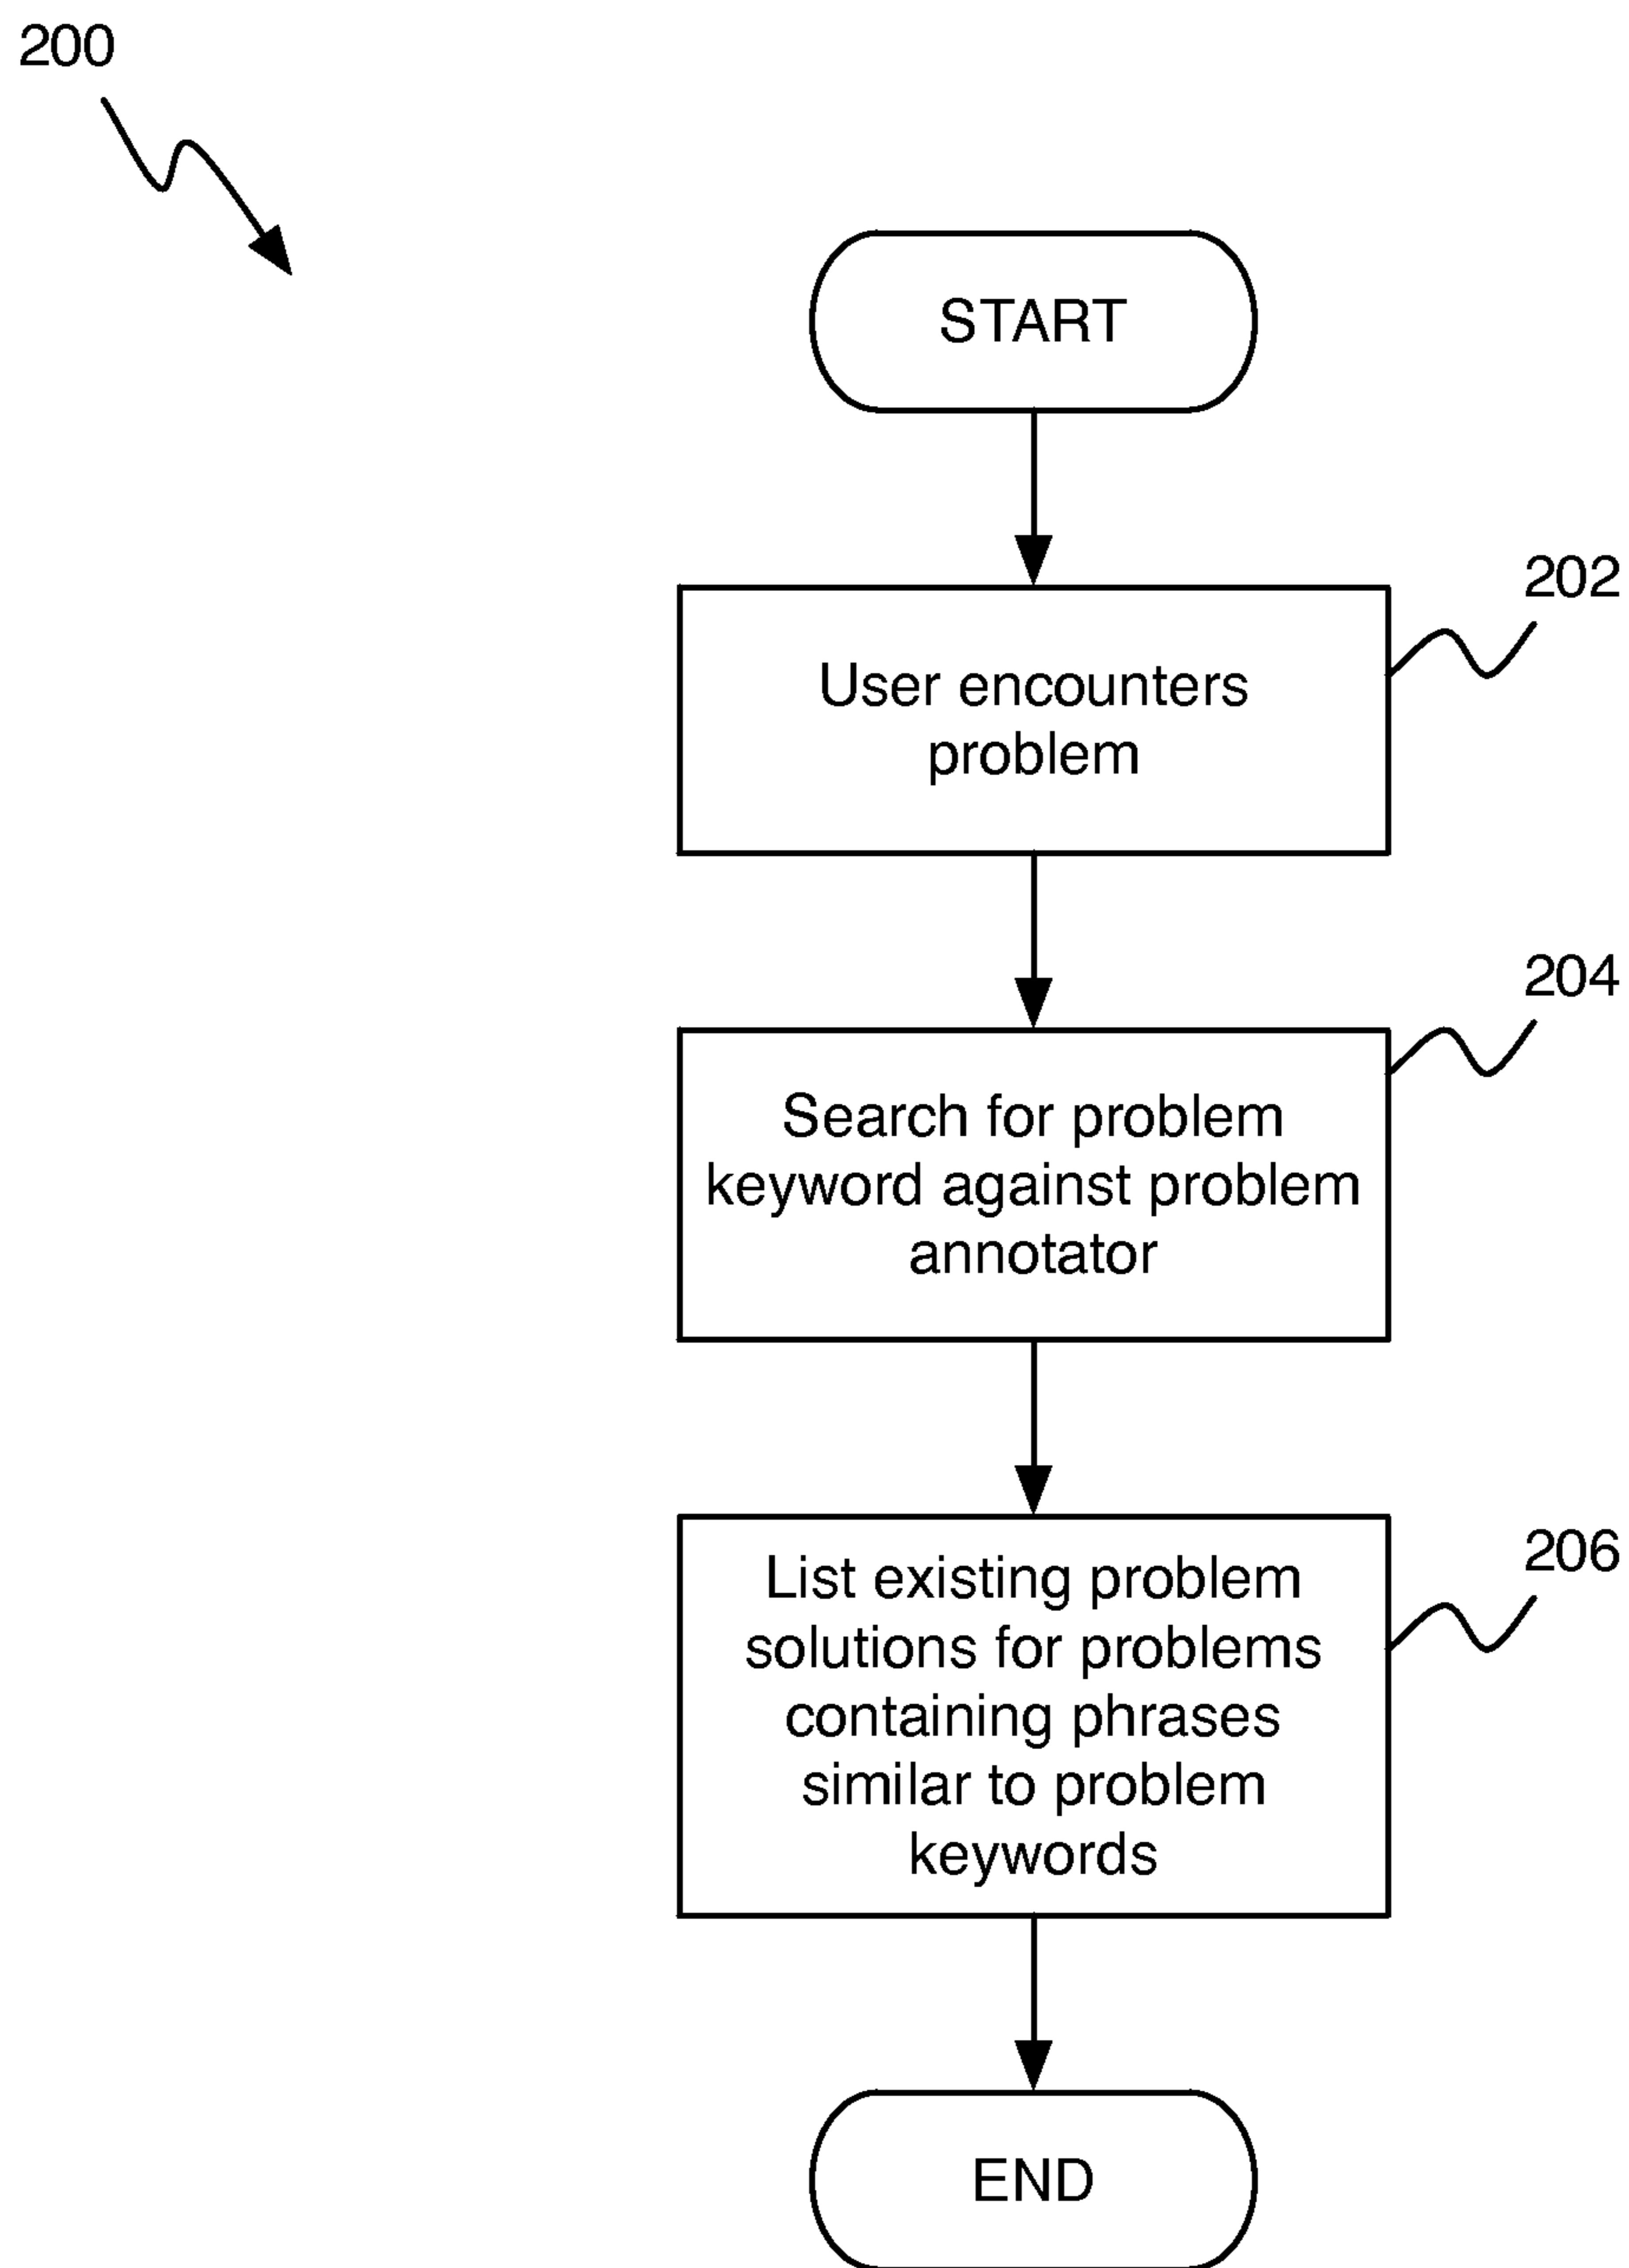 200
START
202
User encounters
problem
204
Search for problem
keyword against problem
annotator
206
List existing problem
solutions for problems
containing phrases
similar to problem
keywords
END